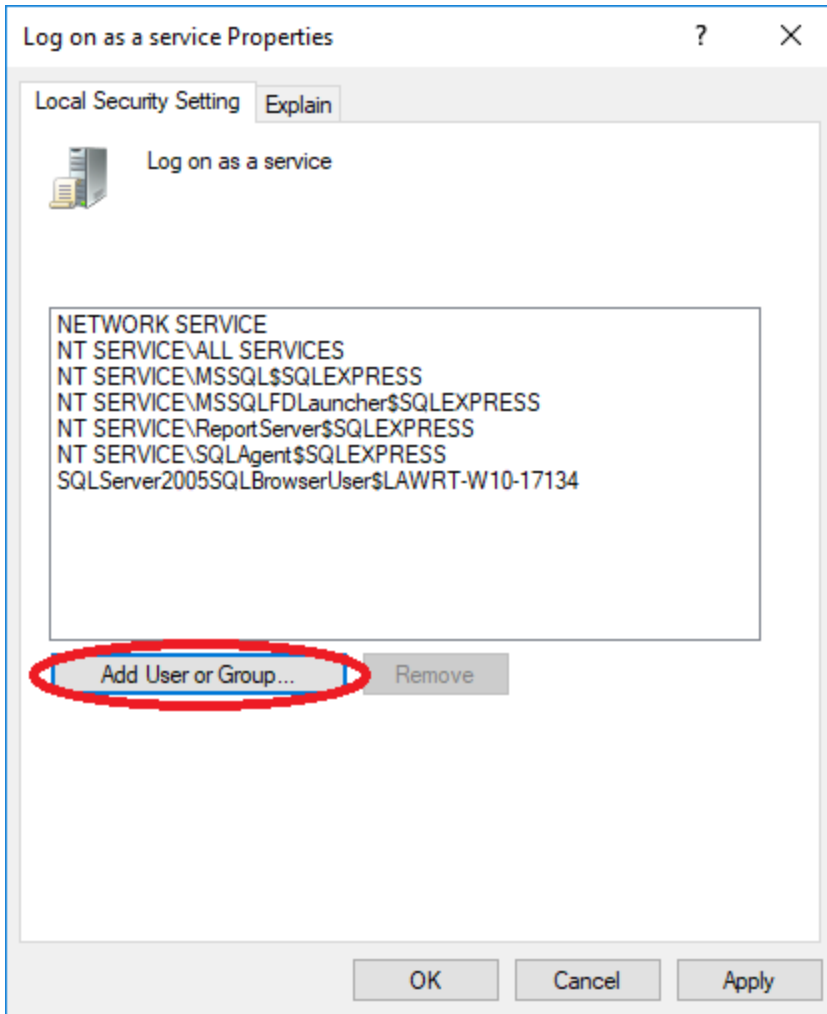 Log on as a service Properties
?
Local Security Setting
Explain
Log on as a service
NETWORK SERVICE
NT SERVICE\ALL SERVICES
NT SERVICE\MSSQL$SQLEXPRESS
NT SERVICE\MSSQLFDLauncher$SQLEXPRESS
NT SERVICE\ReportServer$SQLEXPRESS
NT SERVICE\SQLAgent$SQLEXPRESS
SQLServer2005SQLBrowserUser$LAWRT-W10-17134
Add User or Group...
Remove
OK
Cancel
Apply